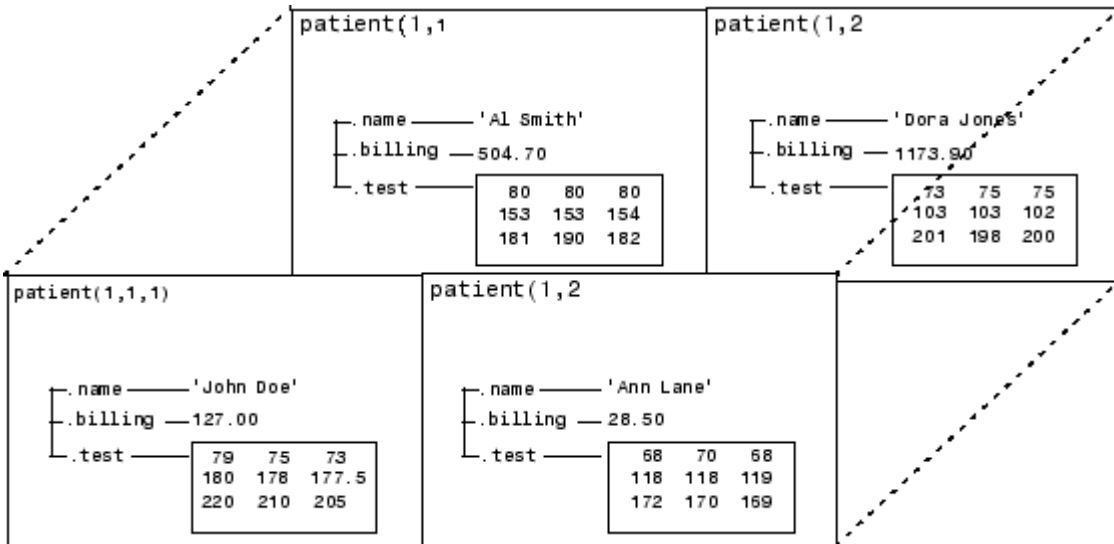 patient(1,1
.name 'Al Smith'
.billing 504.70
.test
80 80 80
153 153 154
181 190 182
patient(1,2
.name 'Dora Jones'
.billing 1173.90
.test
73 75 75
103 103 102
201 198 200
patient(1,1,1)
.name 'John Doe'
.billing 127.00
.test
79 75 73
180 178 177.5
220 210 205
patient(1,2
.name 'Ann Lane'
.billing 28.50
.test
68 70 68
118 118 119
172 170 169